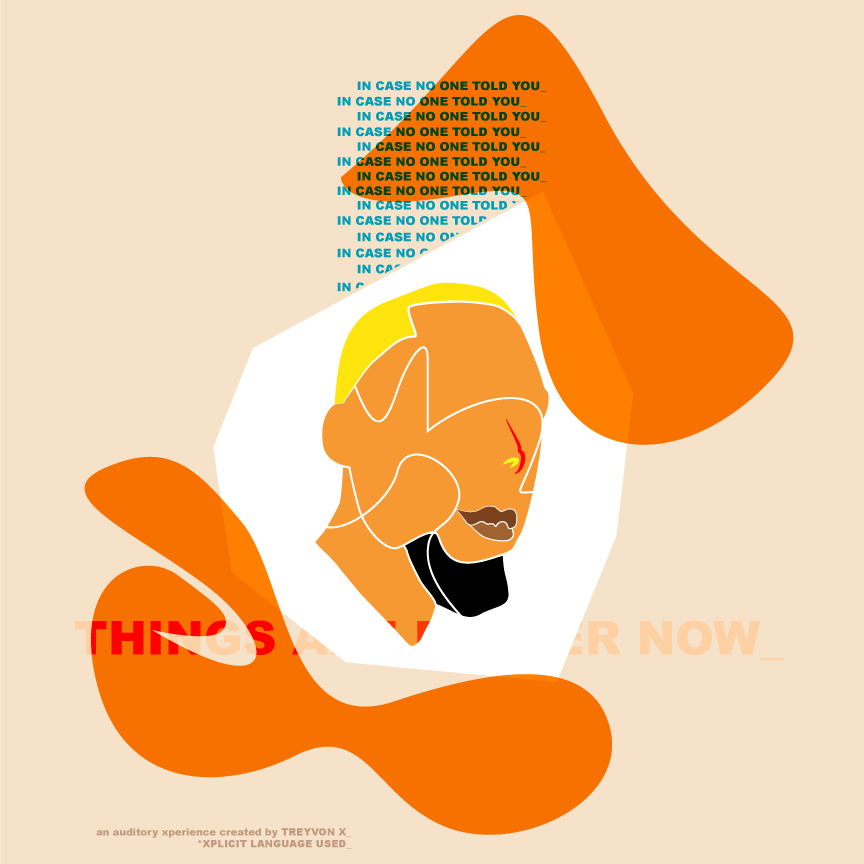 IN CASE NO ONE TOLD YOU_
IN CASE NO ONE TOLD YOU_
IN CASE NO ONE TOLD YOU_
IN CASE NO ONE TOLD YOU_
IN CASE NO ONE TOLD YOU_
IN CASE NO ONE TOLD YOU_
IN CASE NO ONE TOLD YOU_
IN CASE NO ONE TOLD YOU_
IN CASE NO ONE TOLD
IN CASE NO ONE TOLD
IN CASE NO ON
IN CASE NO
IN CAS
IN C
THINGS A ER NOW_
an auditory xperience created by TREYVON X_
*XPLICIT LANGUAGE USED_